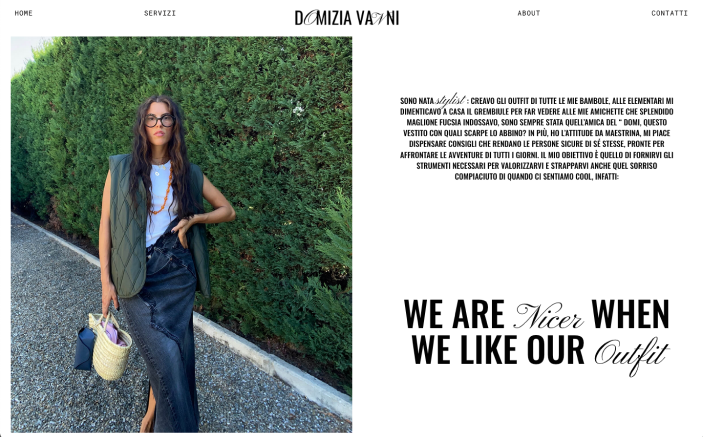 HOME
SERVIZI
DOMIZIA VANNI
ABOUT
CONTATTI
SONO NATA stylist : CREAVO GLI OUTFIT DI TUTTE LE MIE BAMBOLE, ALLE ELEMENTARI MI
DIMENTICAVO A CASA IL GREMBIULE PER FAR VEDERE ALLE MIE AMICHETTE CHE SPLENDIDO
MAGLIONE FUCSIA INDOSSAVO, SONO SEMPRE STATA QUELL'AMICA DEL " DOMI, QUESTO
VESTITO CON QUALI SCARPE LO ABBINO? IN PIÙ, HO L'ATTITUDE DA MAESTRINA, MI PIACE
DISPENSARE CONSIGLI CHE RENDANO LE PERSONE SICURE DI SÉ STESSE, PRONTE PER
AFFRONTARE LE AVVENTURE DI TUTTI I GIORNI. IL MIO OBIETTIVO È QUELLO DI FORNIRVI GLI
STRUMENTI NECESSARI PER VALORIZZARVI E STRAPPARVI ANCHE QUEL SORRISO
COMPIACIUTO DI QUANDO CI SENTIAMO COOL, INFATTI:
WE ARE Nicer WHEN
WE LIKE OUR Outfit